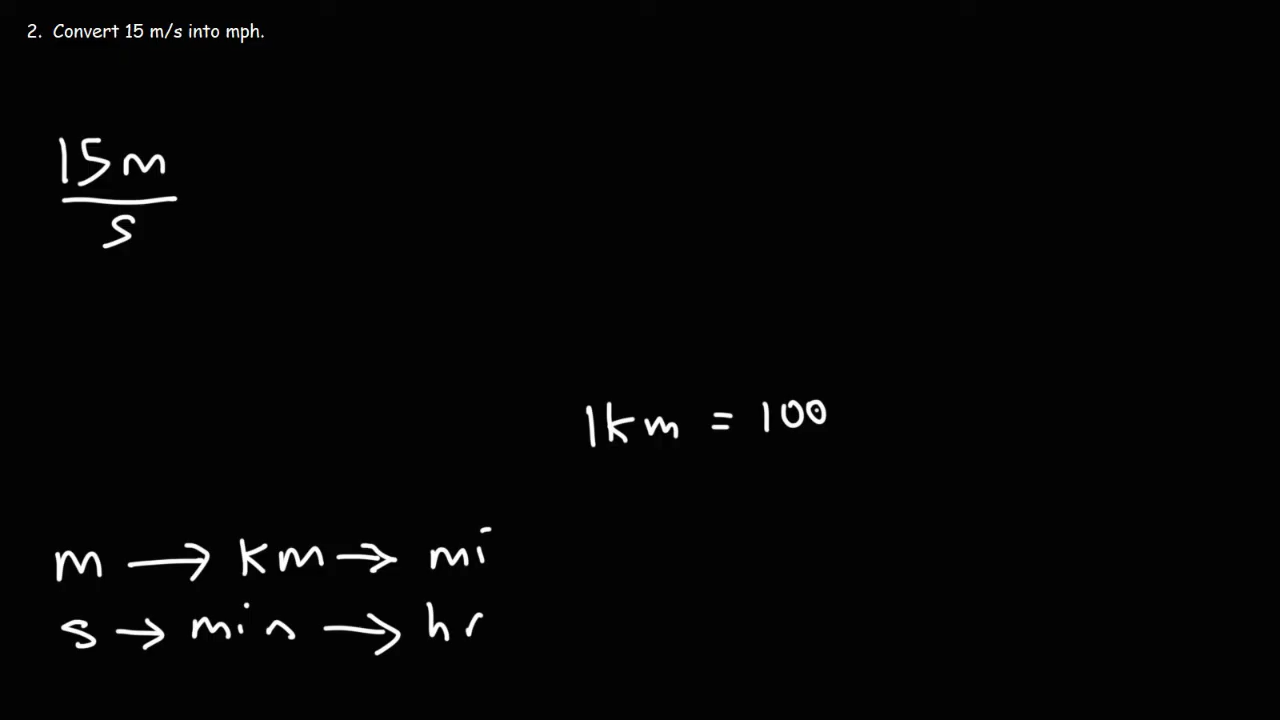 2. Convert 15 m/s into mph.
15m
s
1km = 100
m → km → mi
s → min → hr